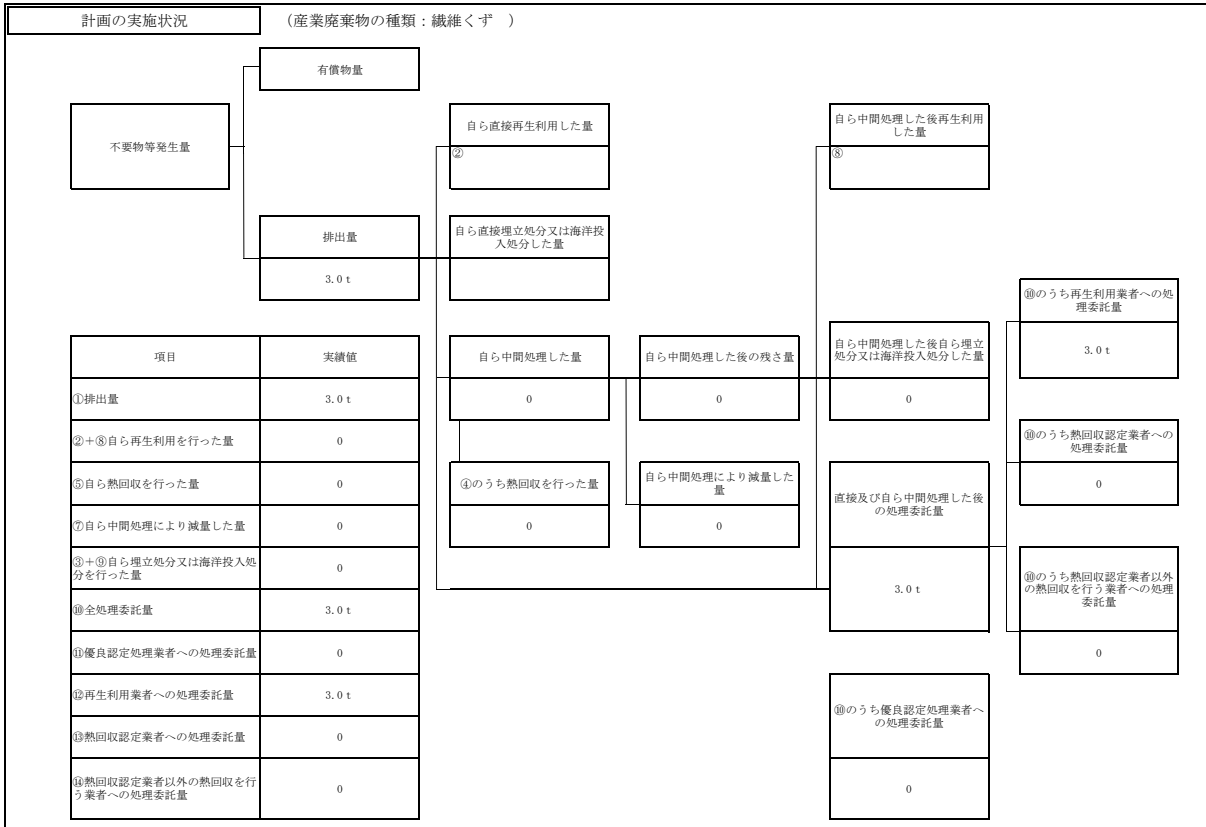 計画の実施状況
（産業廃棄物の種類：繊維くず　）
有償物量
不要物等発生量
自ら直接再生利用した量
②
自ら中間処理した後再生利用
した量
⑧
排出量
3.0 t
自ら直接埋立処分又は海洋投
入処分した量
⑩のうち再生利用業者への処
理委託量
3.0 t
項目
実績値
①排出量
3.0 t
②＋⑧自ら再生利用を行った量
0
⑤自ら熱回収を行った量
0
⑦自ら中間処理により減量した量
0
③＋⑨自ら埋立処分又は海洋投入処
分を行った量
0
⑩全処理委託量
3.0 t
⑪優良認定処理業者への処理委託量
0
⑫再生利用業者への処理委託量
3.0 t
⑬熱回収認定業者への処理委託量
0
⑭熱回収認定業者以外の熱回収を行
う業者への処理委託量
0
自ら中間処理した量
0
自ら中間処理した後の残さ量
0
自ら中間処理した後自ら埋立
処分又は海洋投入処分した量
0
④のうち熱回収を行った量
0
自ら中間処理により減量した
量
0
直接及び自ら中間処理した後
の処理委託量
3.0 t
⑩のうち熱回収認定業者への
処理委託量
0
⑩のうち熱回収認定業者以外
の熱回収を行う業者への処理
委託量
0
⑩のうち優良認定処理業者へ
の処理委託量
0